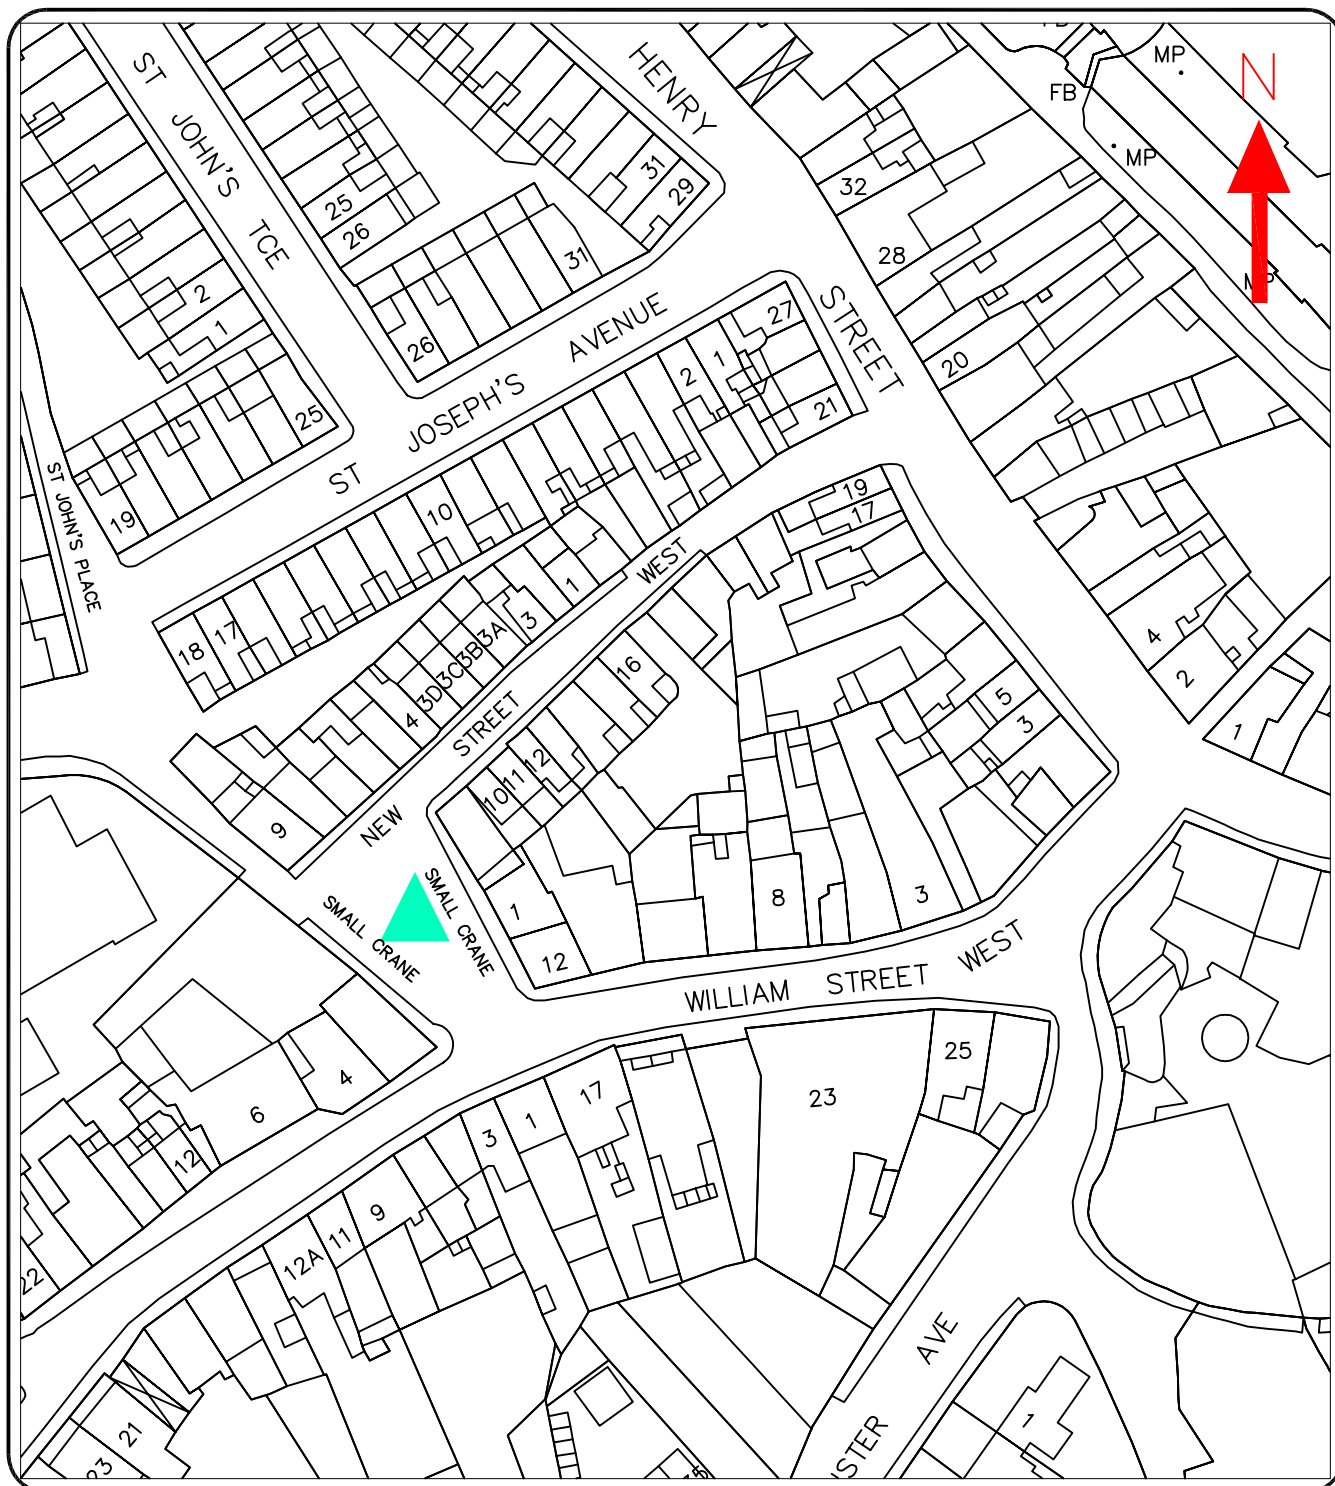 HENRY
STREET
ST JOHN'S TCE
ST JOSEPH'S AVENUE
ST JOHN'S PLACE
NEW STREET WEST
SMALL CRANE
SMALL CRANE
WILLIAM STREET WEST
AVE
MP
FB
MP
N
31
29
32
28
25
26
31
2
1
26
27
1
2
21
20
25
19
10
19
17
18
17
1
3
3A
3B
3C
3D
4
9
16
12
11
10
4
2
1
5
3
1
12
8
3
4
6
12
22
25
23
17
1
3
9
11
12A
21
23
1